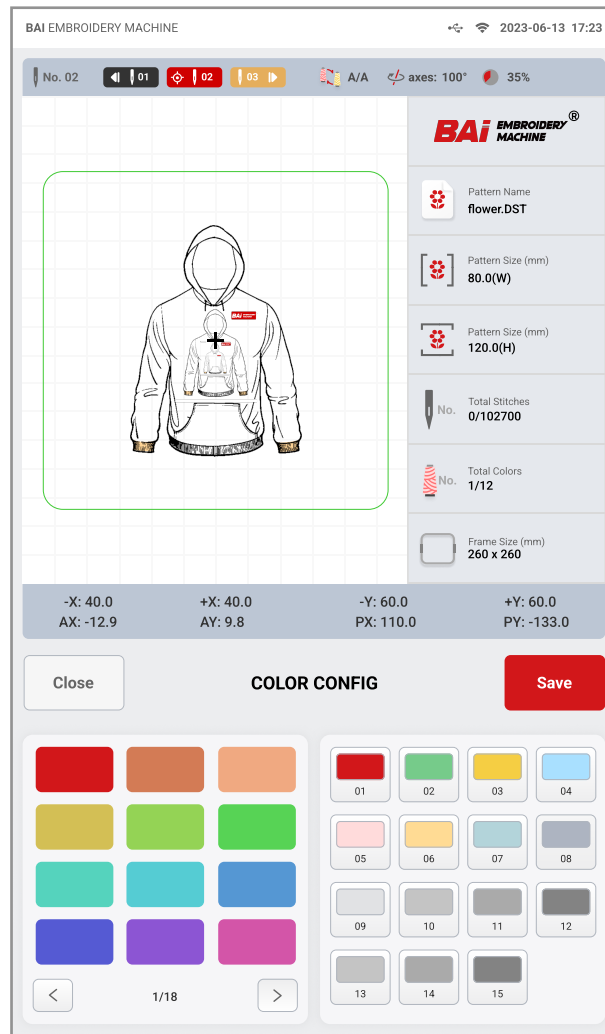 BAI EMBROIDERY MACHINE
2023-06-13 17:23
No. 02
01
02
03
A/A
axes: 100°
35%
BAi EMBROIDERY MACHINE ®
Pattern Name
flower.DST
Pattern Size (mm)
80.0(W)
Pattern Size (mm)
120.0(H)
No.
Total Stitches
0/102700
No.
Total Colors
1/12
Frame Size (mm)
260 x 260
BAi
-X: 40.0
+X: 40.0
-Y: 60.0
+Y: 60.0
AX: -12.9
AY: 9.8
PX: 110.0
PY: -133.0
Close
COLOR CONFIG
Save
01
02
03
04
05
06
07
08
09
10
11
12
13
14
15
1/18